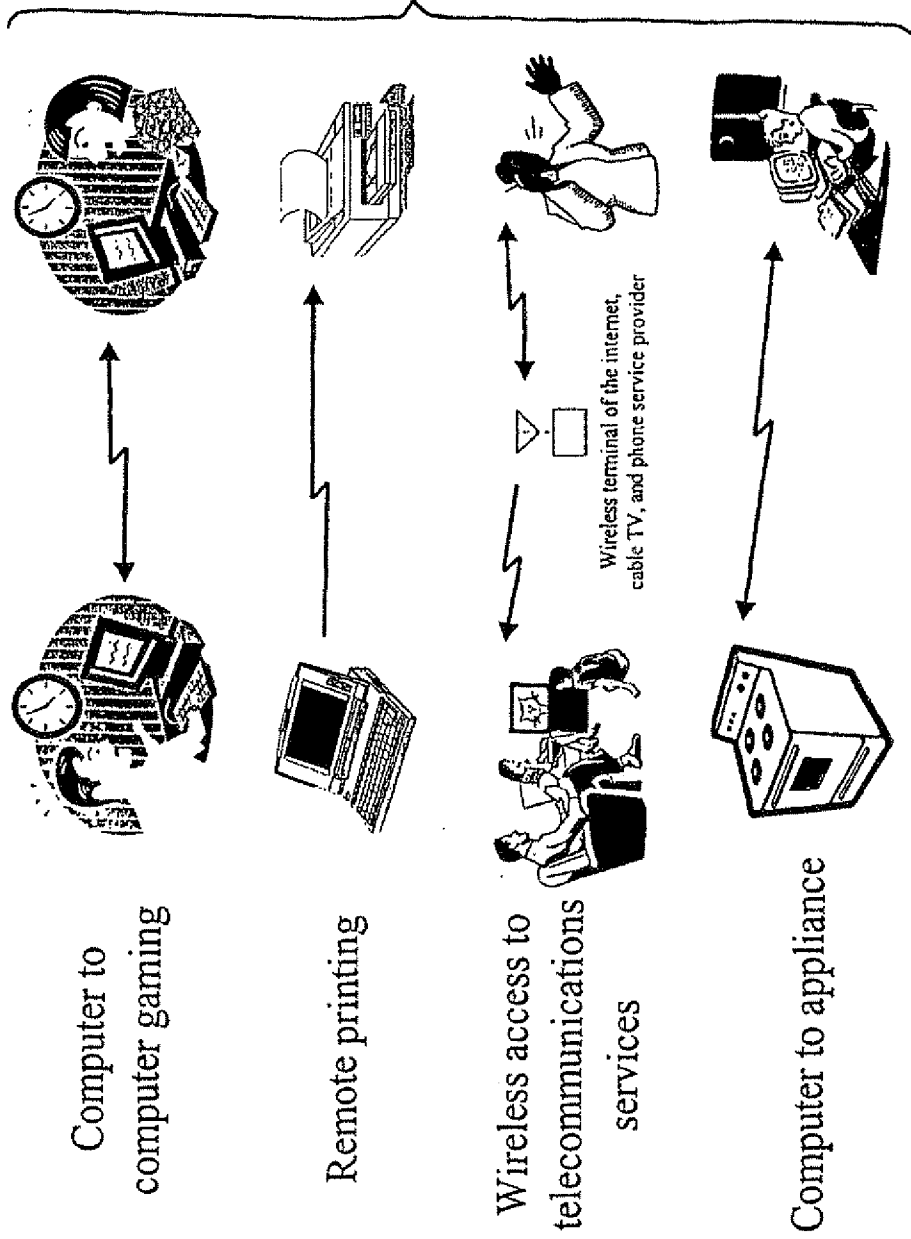 Computer to
computer gaming
Remote printing
Wireless access to
telecommunications
services
Wireless terminal of the internet,
cable TV, and phone service provider
Computer to appliance